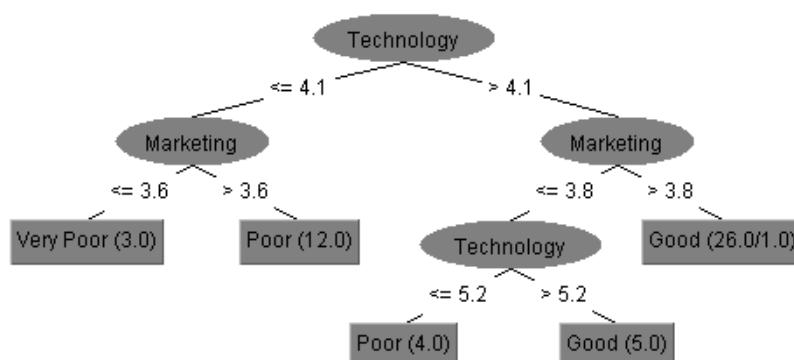 Technology
<= 4.1
> 4.1
Marketing
Marketing
<= 3.6
> 3.6
<= 3.8
> 3.8
Very Poor (3.0)
Poor (12.0)
Technology
Good (26.0/1.0)
<= 5.2
> 5.2
Poor (4.0)
Good (5.0)